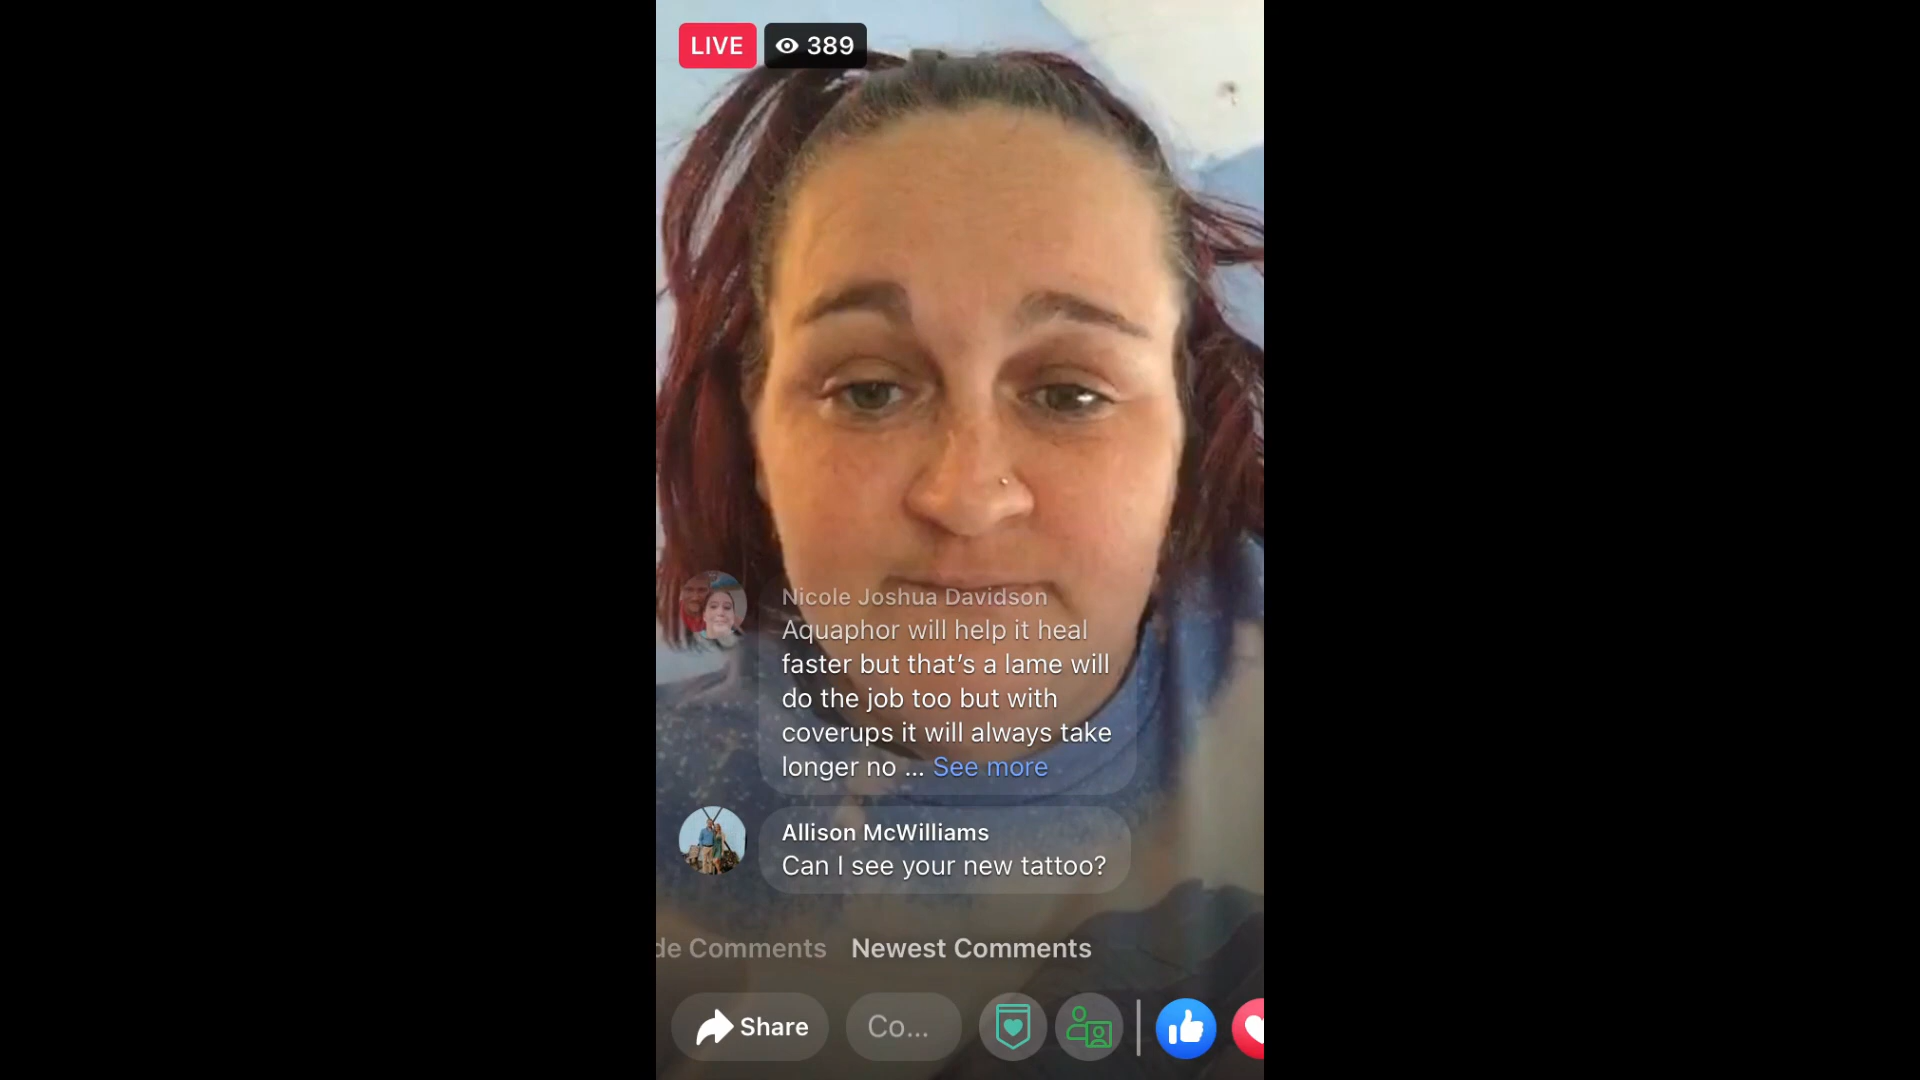 LIVE 389
Nicole Joshua Davidson
Aquaphor will help it heal
faster but that’s a lame will
do the job too but with
coverups it will always take
longer no ... See more
Allison McWilliams
Can I see your new tattoo?
de Comments Newest Comments
Share Co...